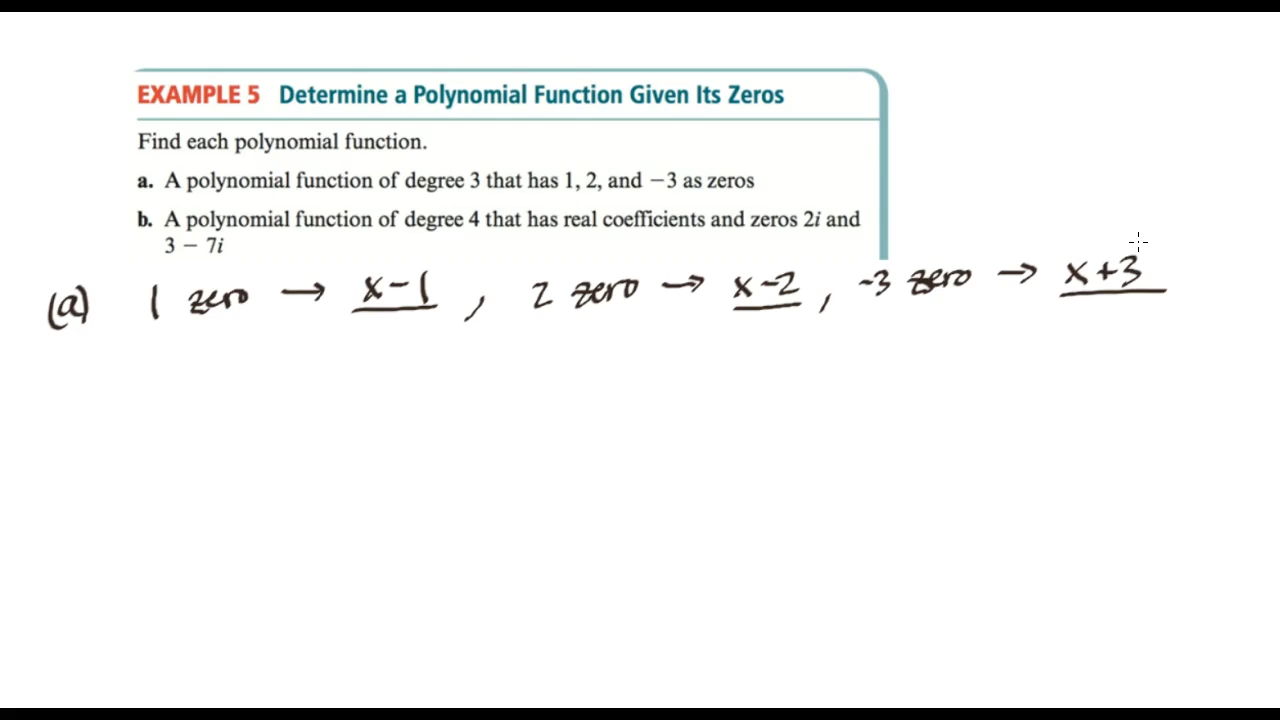 EXAMPLE 5 Determine a Polynomial Function Given Its Zeros
Find each polynomial function.
a. A polynomial function of degree 3 that has 1, 2, and −3 as zeros
b. A polynomial function of degree 4 that has real coefficients and zeros 2i and
3 − 7i
(a) 1 zero → x-1 , 2 zero → x-2 , -3 zero → x+3